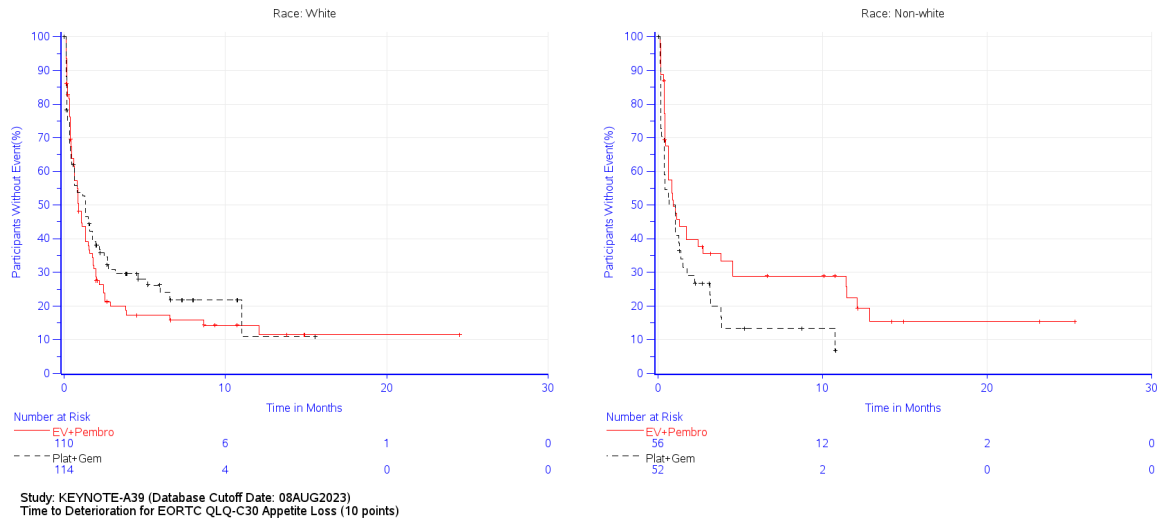 Race: White
Participants Without Event(%)
100
90
80
70
60
50
40
30
20
10
0
0 10 20 30
Time in Months
Number at Risk
EV+Pembro
110 6 1 0
Plat+Gem
114 4 0 0
Race: Non-white
Participants Without Event(%)
100
90
80
70
60
50
40
30
20
10
0
0 10 20 30
Time in Months
Number at Risk
EV+Pembro
56 12 2 0
Plat+Gem
52 2 0 0
Study: KEYNOTE-A39 (Database Cutoff Date: 08AUG2023)
Time to Deterioration for EORTC QLQ-C30 Appetite Loss (10 points)